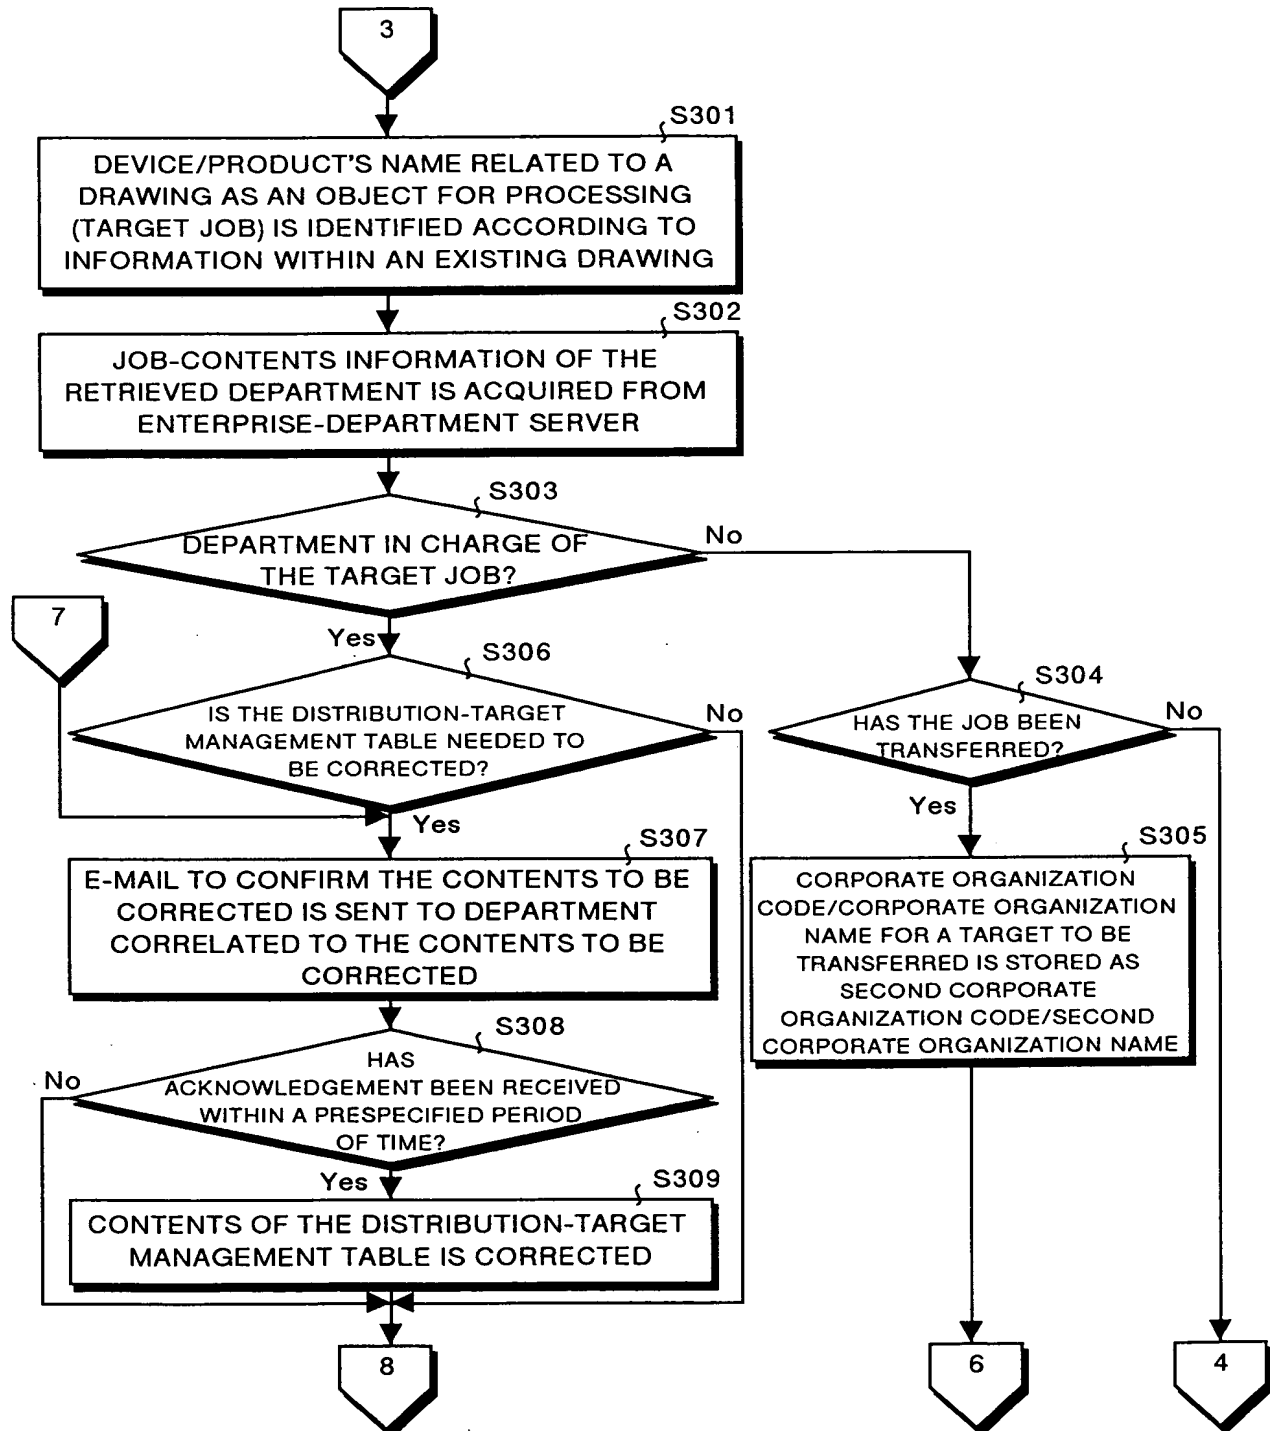 3
S301
DEVICE/PRODUCT'S NAME RELATED TO A
DRAWING AS AN OBJECT FOR PROCESSING
(TARGET JOB) IS IDENTIFIED ACCORDING TO
INFORMATION WITHIN AN EXISTING DRAWING
S302
JOB-CONTENTS INFORMATION OF THE
RETRIEVED DEPARTMENT IS ACQUIRED FROM
ENTERPRISE-DEPARTMENT SERVER
S303
DEPARTMENT IN CHARGE OF
THE TARGET JOB?
No
Yes
7
S306
IS THE DISTRIBUTION-TARGET
MANAGEMENT TABLE NEEDED TO
BE CORRECTED?
No
Yes
S304
HAS THE JOB BEEN
TRANSFERRED?
No
Yes
S305
CORPORATE ORGANIZATION
CODE/CORPORATE ORGANIZATION
NAME FOR A TARGET TO BE
TRANSFERRED IS STORED AS
SECOND CORPORATE
ORGANIZATION CODE/SECOND
CORPORATE ORGANIZATION NAME
S307
E-MAIL TO CONFIRM THE CONTENTS TO BE
CORRECTED IS SENT TO DEPARTMENT
CORRELATED TO THE CONTENTS TO BE
CORRECTED
S308
HAS
ACKNOWLEDGEMENT BEEN RECEIVED
WITHIN A PRESPECIFIED PERIOD
OF TIME?
No
Yes
S309
CONTENTS OF THE DISTRIBUTION-TARGET
MANAGEMENT TABLE IS CORRECTED
8
6
4